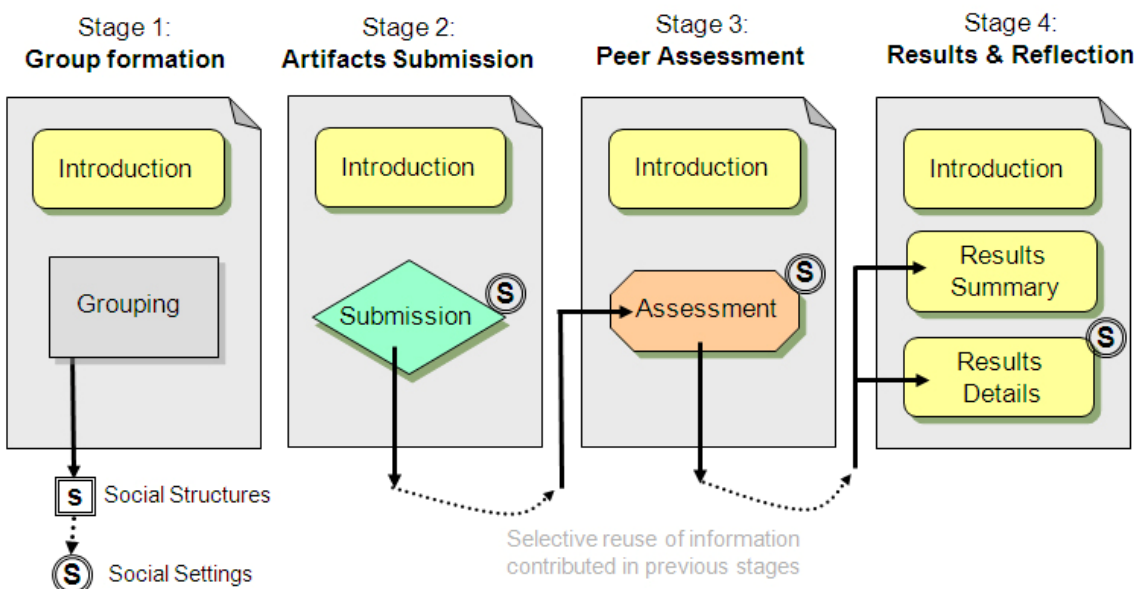 Stage 1:
Group formation
Stage 2:
Artifacts Submission
Stage 3:
Peer Assessment
Stage 4:
Results & Reflection
Introduction
Grouping
S Social Structures
S Social Settings
Introduction
Submission
S
Introduction
Assessment
S
Introduction
Results
Summary
Results
Details
S
Selective reuse of information
contributed in previous stages